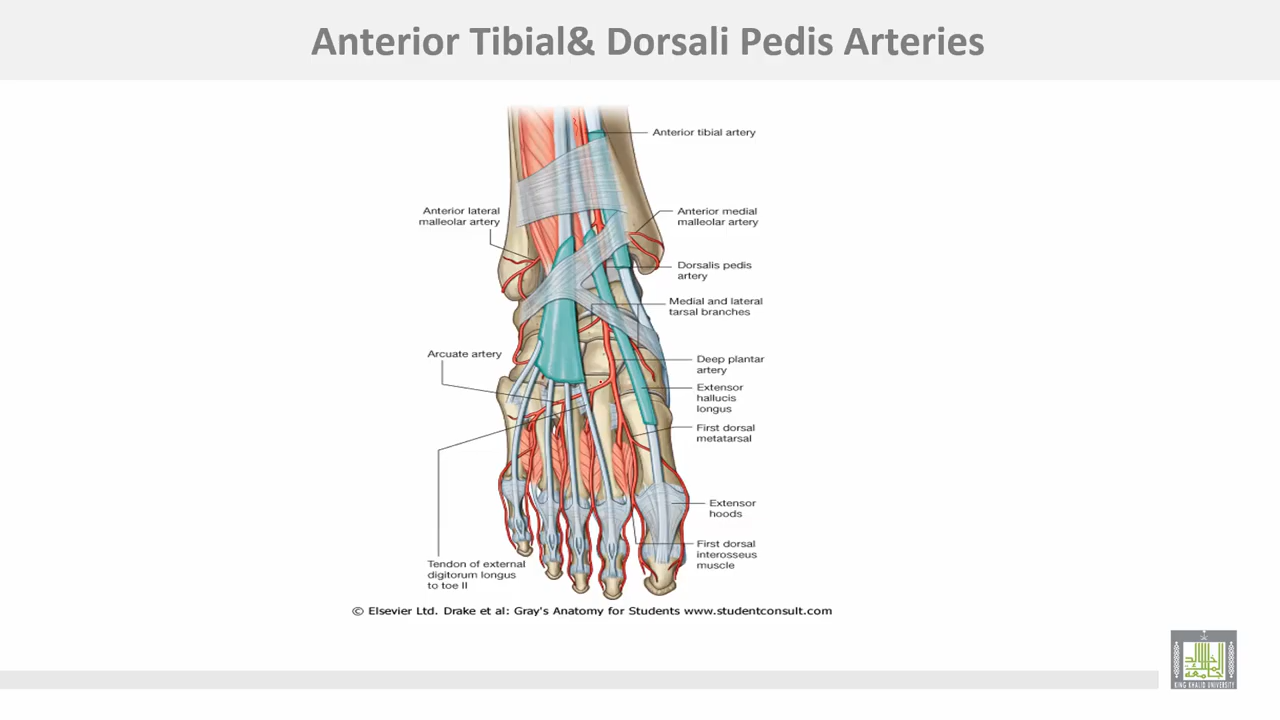 Anterior Tibial& Dorsali Pedis Arteries
Anterior tibial artery
Anterior lateral
malleolar artery
Anterior medial
malleolar artery
Dorsalis pedis
artery
Medial and lateral
tarsal branches
Arcuate artery
Deep plantar
artery
Extensor
hallucis
longus
First dorsal
metatarsal
Extensor
hoods
First dorsal
interosseus
muscle
Tendon of external
digitorum longus
to toe II
© Elsevier Ltd. Drake et al: Gray's Anatomy for Students www.studentconsult.com
جامعة الملك خالد
KING KHALID UNIVERSITY